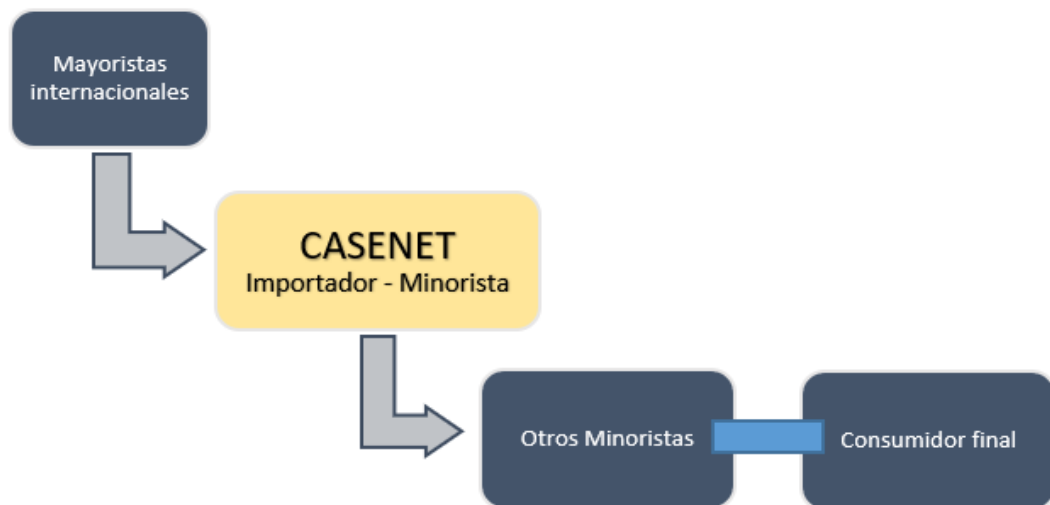 Mayoristas
internacionales
CASENET
Importador - Minorista
Otros Minoristas
Consumidor final